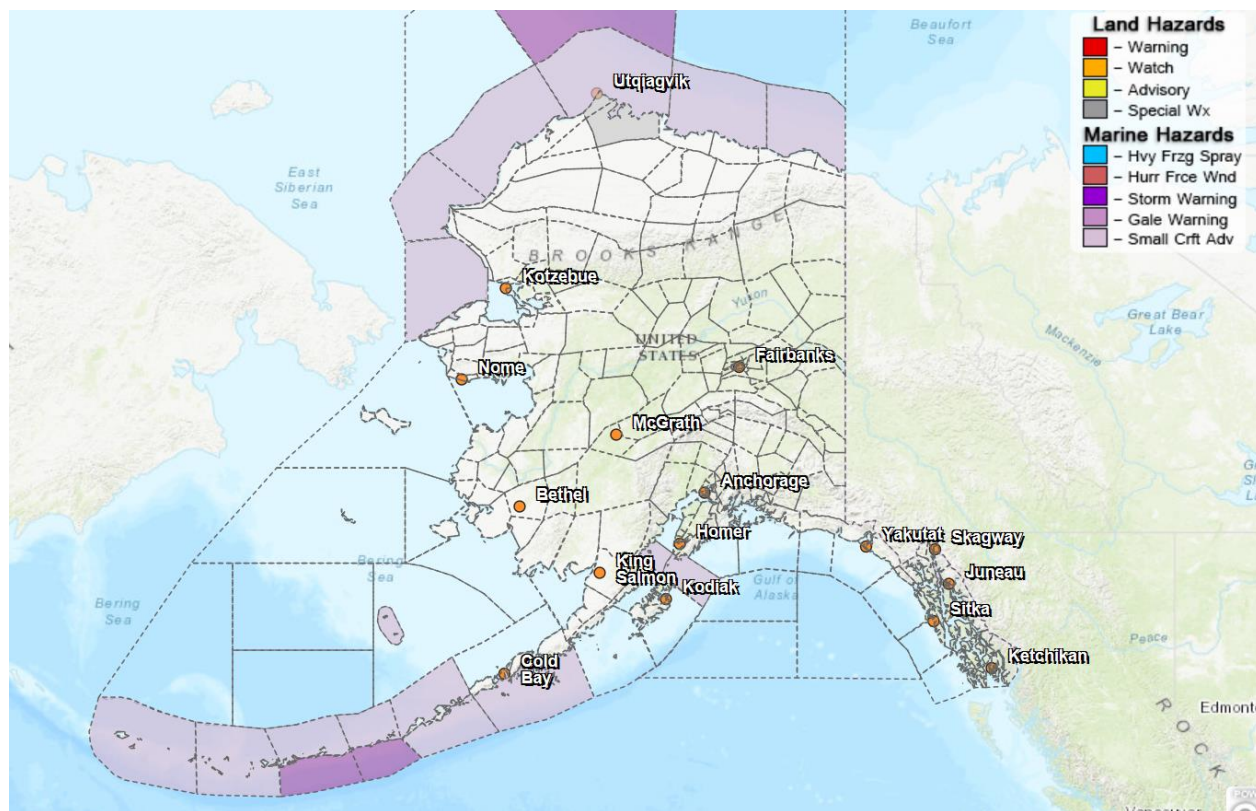 Beaufort
Sea
Land Hazards
– Warning
– Watch
– Advisory
– Special Wx
Marine Hazards
– Hvy Frzg Spray
– Hurr Frce Wnd
– Storm Warning
– Gale Warning
– Small Crft Adv
Utqiagvik
East
Siberian
Sea
BROOKS RANGE
Kotzebue
Yukon
Great Bear
Lake
Mackenzie
UNITED
STATES
Fairbanks
Nome
McGrath
Anchorage
Bethel
Homer
Yakutat
Skagway
King
Salmon
Kodiak
Juneau
Gulf of
Alaska
Bering
Sea
Bering
Sea
Sitka
Peace
Ketchikan
Cold
Bay
Edmont
ROCK